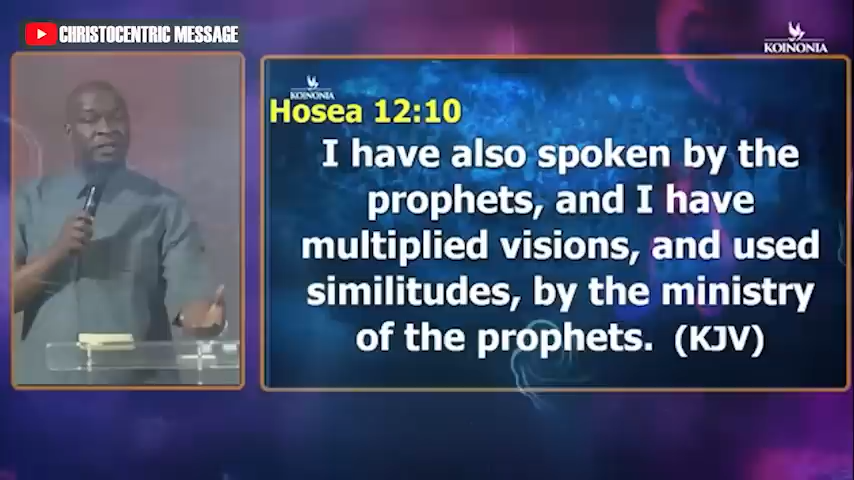 CHRISTOCENTRIC MESSAGE
KOINONIA
KOINONIA
Hosea 12:10
I have also spoken by the
prophets, and I have
multiplied visions, and used
similitudes, by the ministry
of the prophets. (KJV)